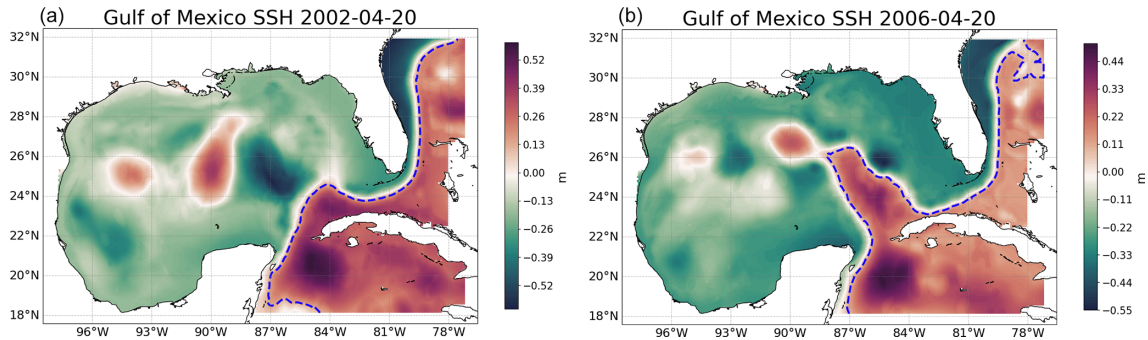 (a) Gulf of Mexico SSH 2002-04-20
32°N
30°N
28°N
26°N
24°N
22°N
20°N
18°N
96°W 93°W 90°W 87°W 84°W 81°W 78°W
0.52
0.39
0.26
0.13
0.00
−0.13
−0.26
−0.39
−0.52
m
(b) Gulf of Mexico SSH 2006-04-20
32°N
30°N
28°N
26°N
24°N
22°N
20°N
18°N
96°W 93°W 90°W 87°W 84°W 81°W 78°W
0.44
0.33
0.22
0.11
0.00
−0.11
−0.22
−0.33
−0.44
−0.55
m